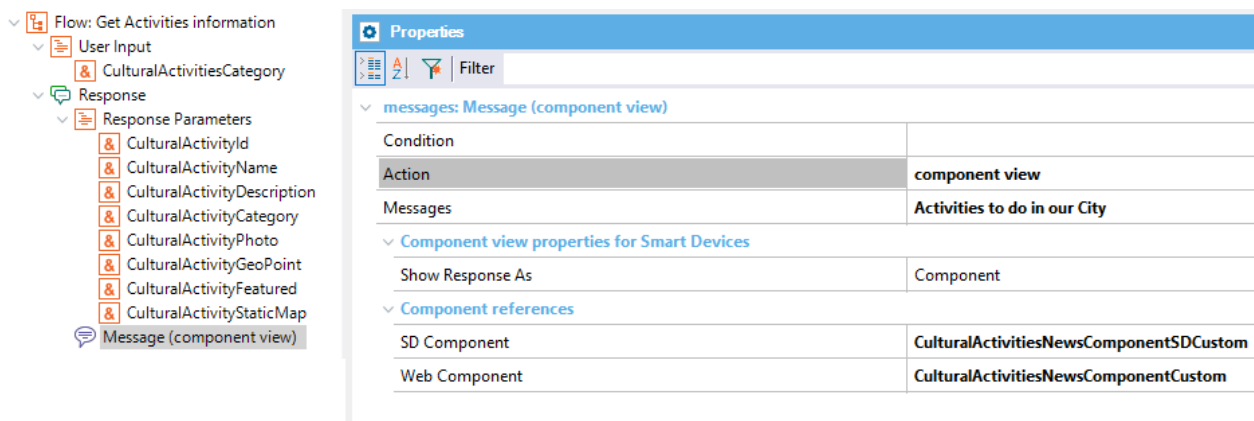 Flow: Get Activities information
User Input
& CulturalActivitiesCategory
Response
Response Parameters
& CulturalActivityId
& CulturalActivityName
& CulturalActivityDescription
& CulturalActivityCategory
& CulturalActivityPhoto
& CulturalActivityGeoPoint
& CulturalActivityFeatured
& CulturalActivityStaticMap
Message (component view)
Properties
A Z Filter
messages: Message (component view)
Condition
Action component view
Messages Activities to do in our City
Component view properties for Smart Devices
Show Response As Component
Component references
SD Component CulturalActivitiesNewsComponentSDCustom
Web Component CulturalActivitiesNewsComponentCustom